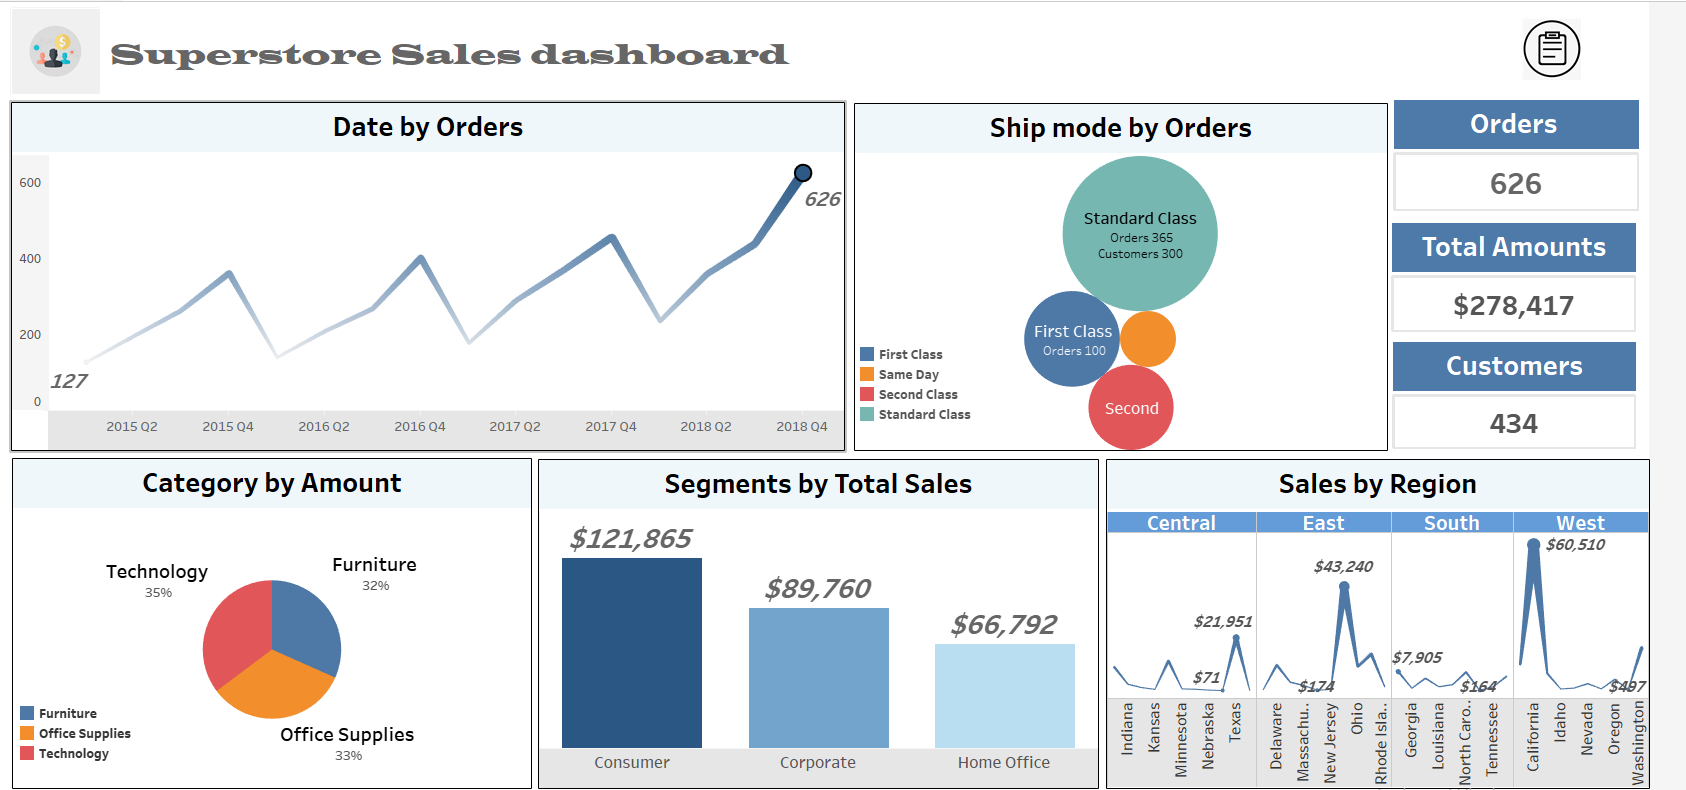 Superstore Sales dashboard
Date by Orders
600
400
200
0
127
626
2015 Q2
2015 Q4
2016 Q2
2016 Q4
2017 Q2
2017 Q4
2018 Q2
2018 Q4
Ship mode by Orders
Standard Class
Orders 365
Customers 300
First Class
Orders 100
Second
First Class
Same Day
Second Class
Standard Class
Orders
626
Total Amounts
$278,417
Customers
434
Category by Amount
Technology
35%
Furniture
32%
Office Supplies
33%
Furniture
Office Supplies
Technology
Segments by Total Sales
$121,865
$89,760
$66,792
Consumer
Corporate
Home Office
Sales by Region
Central
East
South
West
$21,951
$71
$43,240
$174
$7,905
$164
$60,510
$497
Indiana
Kansas
Minnesota
Nebraska
Texas
Delaware
Massachu..
New Jersey
Ohio
Rhode Isla..
Georgia
Louisiana
North Caro..
Tennessee
California
Idaho
Nevada
Oregon
Washington